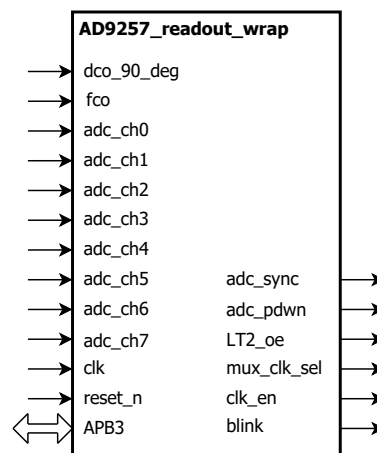 AD9257_readout_wrap
dco_90_deg
fco
adc_ch0
adc_ch1
adc_ch2
adc_ch3
adc_ch4
adc_ch5 adc_sync
adc_ch6 adc_pdwn
adc_ch7 LT2_oe
clk mux_clk_sel
reset_n clk_en
APB3 blink